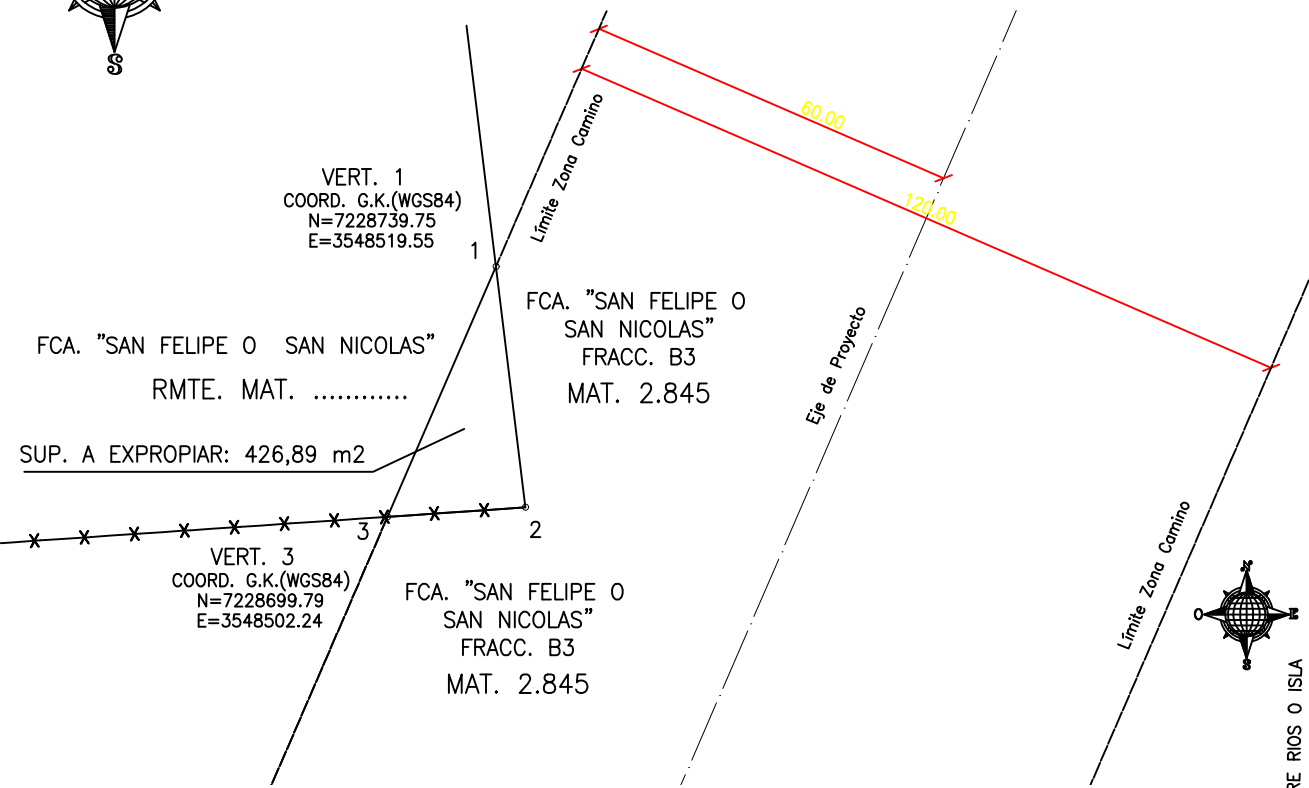 S
60.00
120.00
Límite Zona Camino
VERT. 1
COORD. G.K.(WGS84)
N=7228739.75
E=3548519.55
1
FCA. "SAN FELIPE O
SAN NICOLAS"
FRACC. B3
MAT. 2.845
FCA. "SAN FELIPE O SAN NICOLAS"
RMTE. MAT. ............
Eje de Proyecto
SUP. A EXPROPIAR: 426,89 m2
3
2
VERT. 3
COORD. G.K.(WGS84)
N=7228699.79
E=3548502.24
FCA. "SAN FELIPE O
SAN NICOLAS"
FRACC. B3
MAT. 2.845
Límite Zona Camino
N
O
E
S
RE RIOS O ISLA